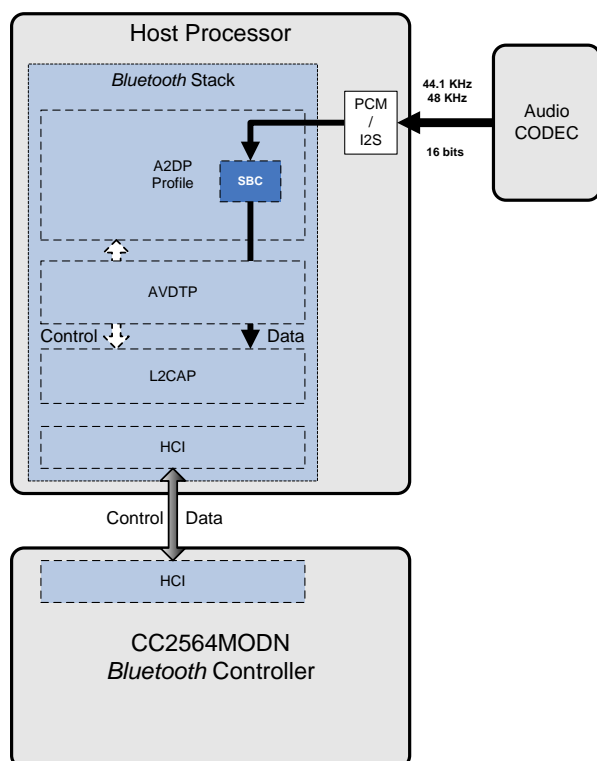 Host Processor
Bluetooth Stack
44.1 KHz
48 KHz
PCM
/
I2S
Audio
CODEC
16 bits
A2DP
Profile
SBC
AVDTP
Control
Data
L2CAP
HCI
Control
Data
HCI
CC2564MODN
Bluetooth Controller